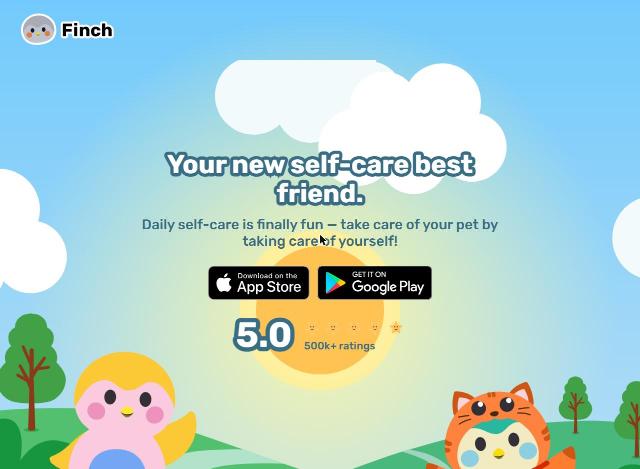 Finch
Your new self-care best
friend.
Daily self-care is finally fun — take care of your pet by
taking care of yourself!
Download on the
App Store
GET IT ON
Google Play
5.0
500k+ ratings